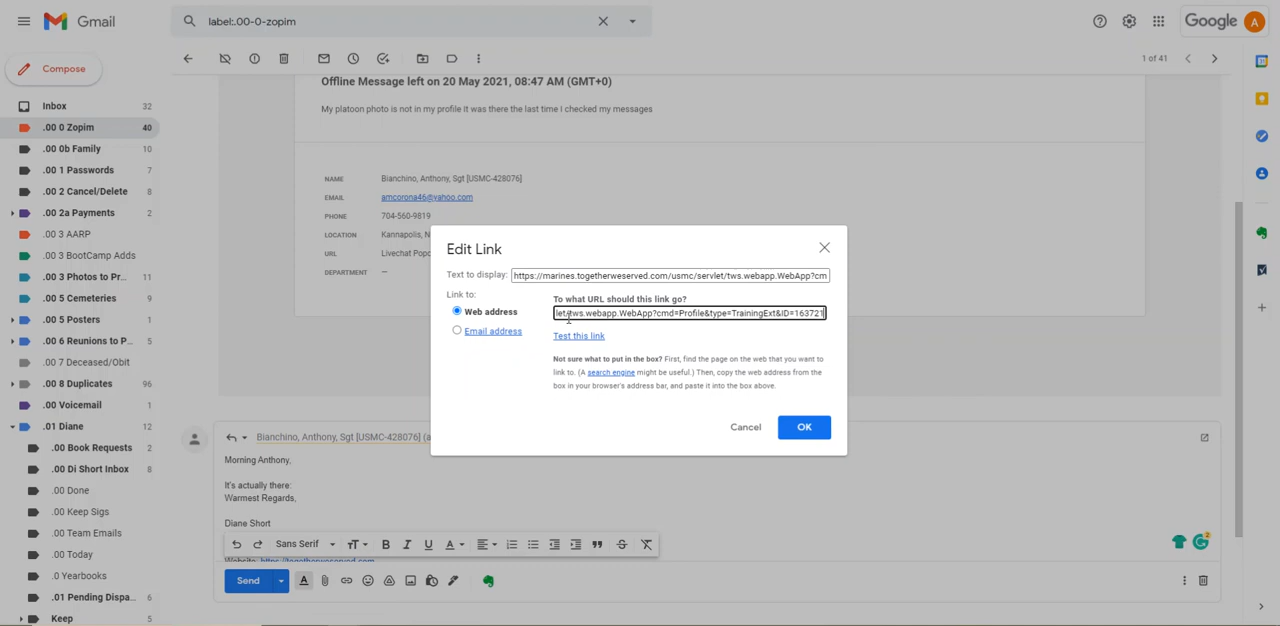 Gmail
label:.00-0-zopim
Google
A
Compose
1 of 41
Inbox 32
.00 0 Zopim 40
.00 0b Family 10
.00 1 Passwords 7
.00 2 Cancel/Delete 8
.00 2a Payments 2
.00 3 AARP
.00 3 BootCamp Adds
.00 3 Photos to Pr... 11
.00 5 Cemeteries 4
.00 5 Posters 1
.00 6 Reunions to P... 3
.00 7 Deceased/Obit
.00 8 Duplicates 96
.00 Voicemail 1
.01 Diane 12
.00 Book Requests 2
.00 Di Short Inbox 8
.00 Done
.00 Keep Sigs
.00 Team Emails
.00 Today
.0 Yearbooks
.01 Pending Dispa... 6
Keep 5
Offline Message left on 20 May 2021, 08:47 AM (GMT+0)
My platoon photo is not in my profile it was there the last time I checked my messages
NAME Bianchino, Anthony, Sgt [USMC-428076]
EMAIL amcorona46@yahoo.com
PHONE 704-560-9819
LOCATION Kannapolis, N
URL Livechat Popo
DEPARTMENT —
Edit Link
Text to display: https://marines.togetherweserved.com/usmc/servlet/tws.webapp.WebApp?cm
Link to:
Web address
Email address
To what URL should this link go?
let/tws.webapp.WebApp?cmd=Profile&type=TrainingExt&ID=163721
Test this link
Not sure what to put in the box? First, find the page on the web that you want to
link to. (A search engine might be useful.) Then, copy the web address from the
box in your browser's address bar, and paste it into the box above.
Cancel
OK
Bianchino, Anthony, Sgt [USMC-428076] (a
Morning Anthony,
It's actually there:
Warmest Regards,
Diane Short
Sans Serif
Website: https://togetherweserved.com
Send